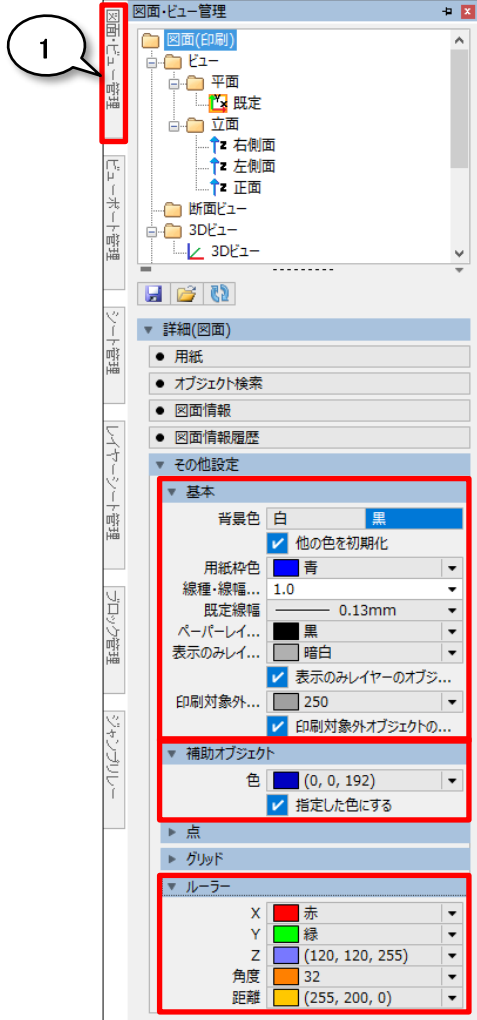 1
図面・ビュー管理
ビューポート管理
シート管理
レイヤーシート管理
ブロック管理
ジャンプリレー
図面・ビュー管理
図面(印刷)
ビュー
平面
既定
立面
右側面
左側面
正面
断面ビュー
3Dビュー
3Dビュー
詳細(図面)
用紙
オブジェクト検索
図面情報
図面情報履歴
その他設定
基本
背景色 白 黒
他の色を初期化
用紙枠色 青
線種・線幅... 1.0
既定線幅 0.13mm
ペーパーレイ... 黒
表示のみレイ... 暗白
表示のみレイヤーのオブジ...
印刷対象外... 250
印刷対象外オブジェクトの...
補助オブジェクト
色 (0, 0, 192)
指定した色にする
点
グリッド
ルーラー
X 赤
Y 緑
Z (120, 120, 255)
角度 32
距離 (255, 200, 0)